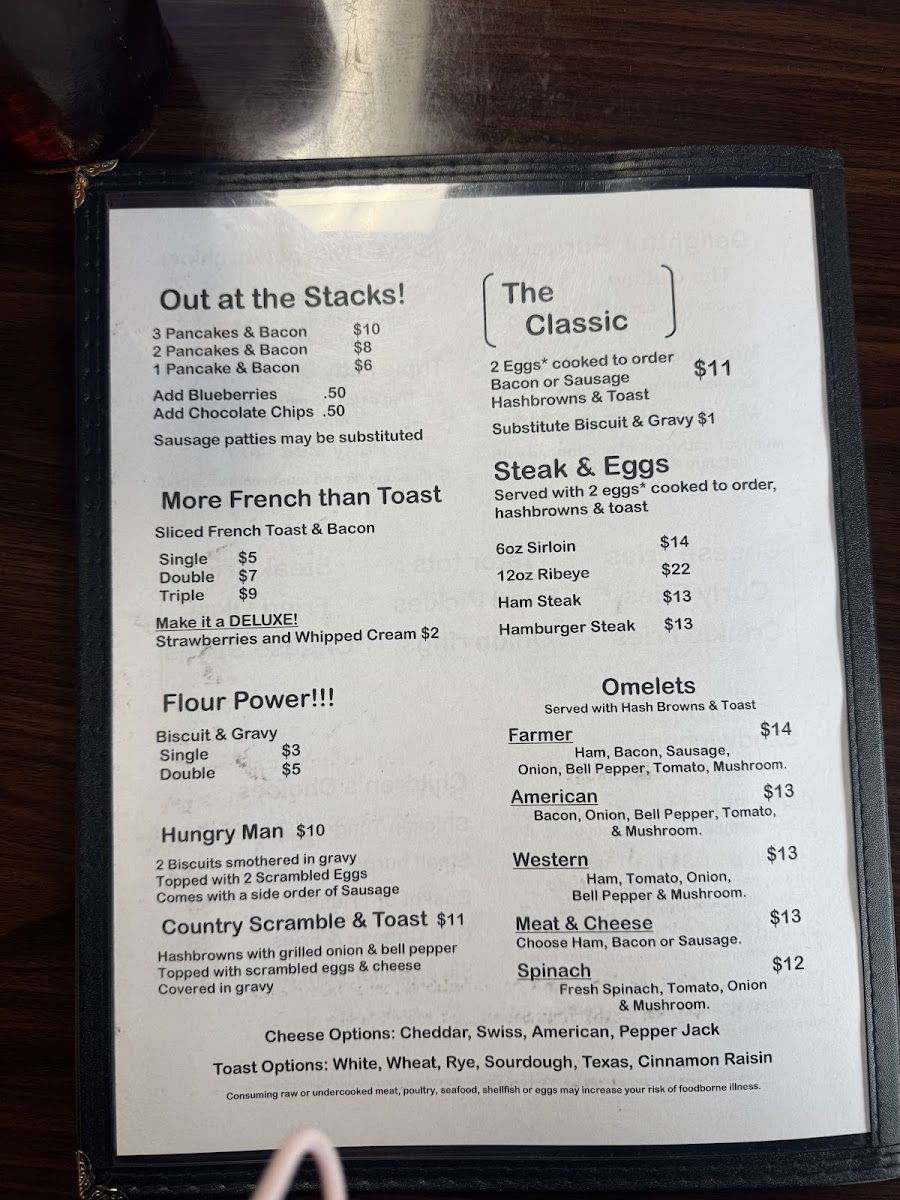 Out at the Stacks!
3 Pancakes & Bacon $10
2 Pancakes & Bacon $8
1 Pancake & Bacon $6
Add Blueberries .50
Add Chocolate Chips .50
Sausage patties may be substituted
More French than Toast
Sliced French Toast & Bacon
Single $5
Double $7
Triple $9
Make it a DELUXE!
Strawberries and Whipped Cream $2
Flour Power!!!
Biscuit & Gravy
Single $3
Double $5
Hungry Man $10
2 Biscuits smothered in gravy
Topped with 2 Scrambled Eggs
Comes with a side order of Sausage
Country Scramble & Toast $11
Hashbrowns with grilled onion & bell pepper
Topped with scrambled eggs & cheese
Covered in gravy
The
Classic
2 Eggs* cooked to order
Bacon or Sausage $11
Hashbrowns & Toast
Substitute Biscuit & Gravy $1
Steak & Eggs
Served with 2 eggs* cooked to order,
hashbrowns & toast
6oz Sirloin $14
12oz Ribeye $22
Ham Steak $13
Hamburger Steak $13
Omelets
Served with Hash Browns & Toast
Farmer $14
Ham, Bacon, Sausage,
Onion, Bell Pepper, Tomato, Mushroom.
American $13
Bacon, Onion, Bell Pepper, Tomato,
& Mushroom.
Western $13
Ham, Tomato, Onion,
Bell Pepper & Mushroom.
Meat & Cheese $13
Choose Ham, Bacon or Sausage.
Spinach $12
Fresh Spinach, Tomato, Onion
& Mushroom.
Cheese Options: Cheddar, Swiss, American, Pepper Jack
Toast Options: White, Wheat, Rye, Sourdough, Texas, Cinnamon Raisin
Consuming raw or undercooked meat, poultry, seafood, shellfish or eggs may increase your risk of foodborne illness.